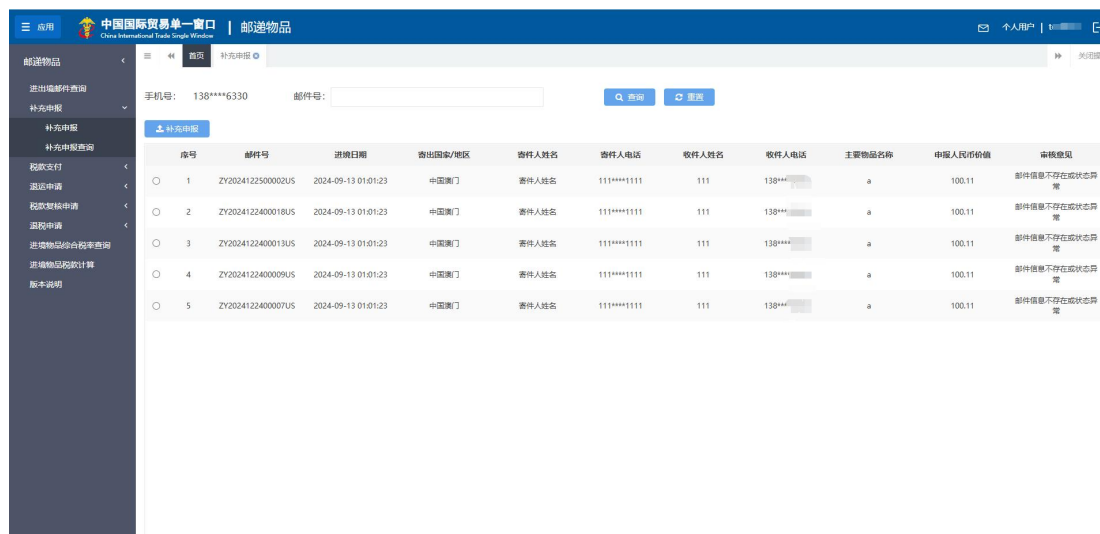 应用 中国国际贸易单一窗口 | 邮递物品 个人用户 |
China International Trade Single Window
邮递物品
首页 补充申报
进出境邮件查询
补充申报
补充申报
补充申报查询
税款支付
退运申请
税款复核申请
退税申请
进境物品综合税率查询
进境物品税款计算
版本说明
手机号： 138****6330 邮件号： 查询 重置
补充申报
序号 邮件号 进境日期 寄出国家/地区 寄件人姓名 寄件人电话 收件人姓名 收件人电话 主要物品名称 申报人民币价值 审核意见
1 ZY2024122500002US 2024-09-13 01:01:23 中国澳门 寄件人姓名 111****1111 111 138*** a 100.11 邮件信息不存在或状态异
常
2 ZY2024122400018US 2024-09-13 01:01:23 中国澳门 寄件人姓名 111****1111 111 138*** a 100.11 邮件信息不存在或状态异
常
3 ZY2024122400013US 2024-09-13 01:01:23 中国澳门 寄件人姓名 111****1111 111 138**** a 100.11 邮件信息不存在或状态异
常
4 ZY2024122400009US 2024-09-13 01:01:23 中国澳门 寄件人姓名 111****1111 111 138*** a 100.11 邮件信息不存在或状态异
常
5 ZY2024122400007US 2024-09-13 01:01:23 中国澳门 寄件人姓名 111****1111 111 138*** a 100.11 邮件信息不存在或状态异
常